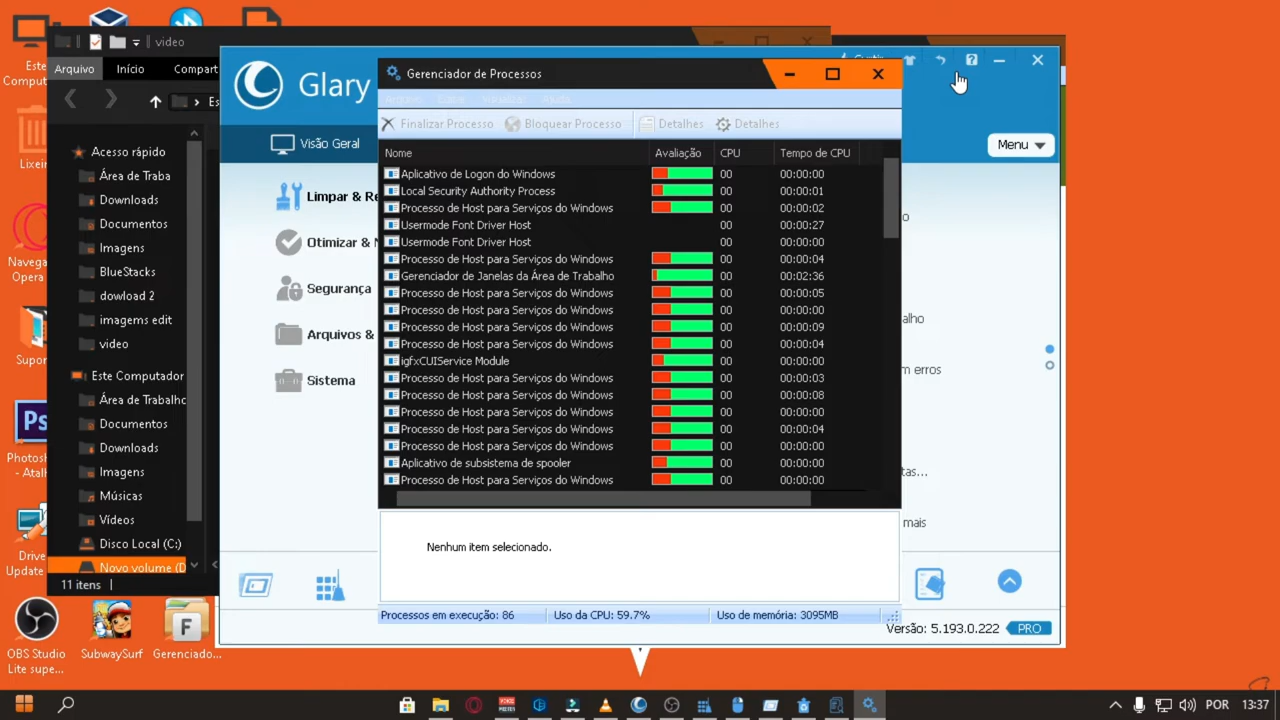 Este
Comput
Lixeir
Navega
Opera
Supor
Ps
Photos
- Atal
Drive
Update
OBS Studio
Lite supe...
SubwaySurf
Gerenciado...
video
Arquivo
Início
Compart
Acesso rápido
Área de Traba
Downloads
Documentos
Imagens
BlueStacks
dowload 2
imagems edit
video
Este Computador
Área de Trabalho
Documentos
Downloads
Imagens
Músicas
Vídeos
Disco Local (C:)
Novo volume (D
11 itens
Glary
Visão Geral
Menu
Limpar & Re
Otimizar &
Segurança
Arquivos &
Sistema
alho
m erros
tas...
mais
Versão: 5.193.0.222 PRO
Gerenciador de Processos
Finalizar Processo Bloquear Processo Detalhes Detalhes
Nome Avaliação CPU Tempo de CPU
Aplicativo de Logon do Windows 00 00:00:00
Local Security Authority Process 00 00:00:01
Processo de Host para Serviços do Windows 00 00:00:02
Usermode Font Driver Host 00 00:00:27
Usermode Font Driver Host 00 00:00:00
Processo de Host para Serviços do Windows 00 00:00:04
Gerenciador de Janelas da Área de Trabalho 00 00:02:36
Processo de Host para Serviços do Windows 00 00:00:05
Processo de Host para Serviços do Windows 00 00:00:00
Processo de Host para Serviços do Windows 00 00:00:09
Processo de Host para Serviços do Windows 00 00:00:04
igfxCUIService Module 00 00:00:00
Processo de Host para Serviços do Windows 00 00:00:03
Processo de Host para Serviços do Windows 00 00:00:08
Processo de Host para Serviços do Windows 00 00:00:00
Processo de Host para Serviços do Windows 00 00:00:04
Processo de Host para Serviços do Windows 00 00:00:00
Aplicativo de subsistema de spooler 00 00:00:00
Processo de Host para Serviços do Windows 00 00:00:00
Nenhum item selecionado.
Processos em execução: 86 Uso da CPU: 59.7% Uso de memória: 3095MB
POR 13:37